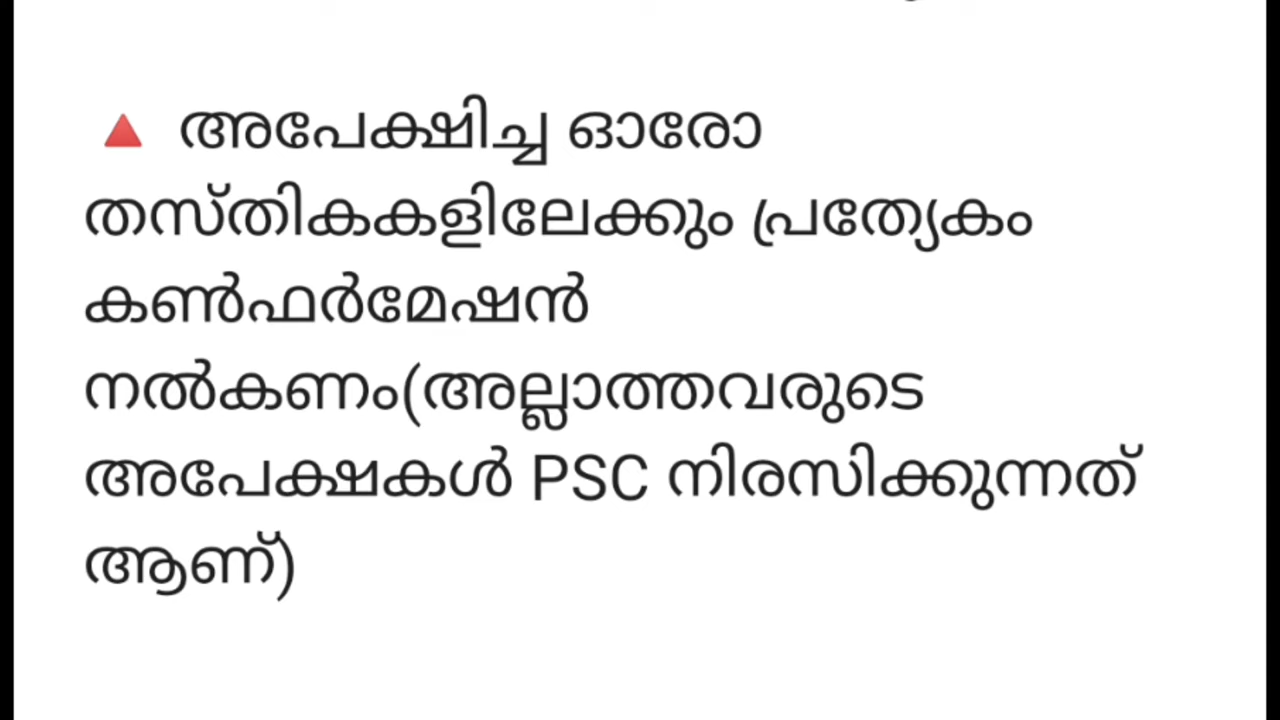 🔺 അപേക്ഷിച്ച ഓരോ
തസ്തികകളിലേക്കും പ്രത്യേകം
കൺഫർമേഷൻ
നൽകണം(അല്ലാത്തവരുടെ
അപേക്ഷകൾ PSC നിരസിക്കുന്നത്
ആണ്)